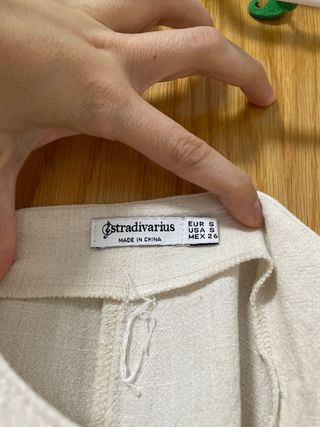 stradivarius
MADE IN CHINA
EUR S
USA S
MEX 26